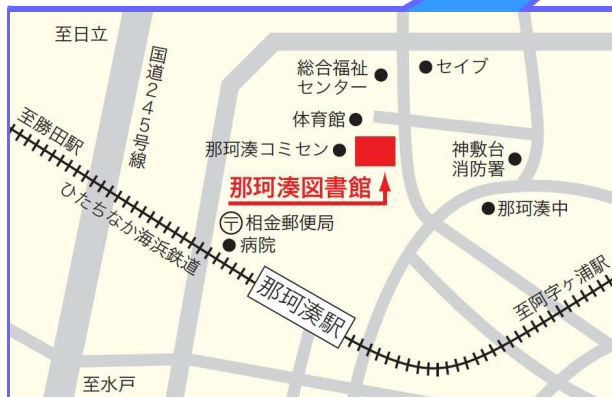 至日立
国道245号線
総合福祉
センター
セイブ
体育館
至勝田駅
那珂湊コミセン
神敷台
消防署
那珂湊図書館
ひたちなか海浜鉄道
〒相金郵便局
那珂湊中
病院
那珂湊駅
至阿字ヶ浦駅
至水戸